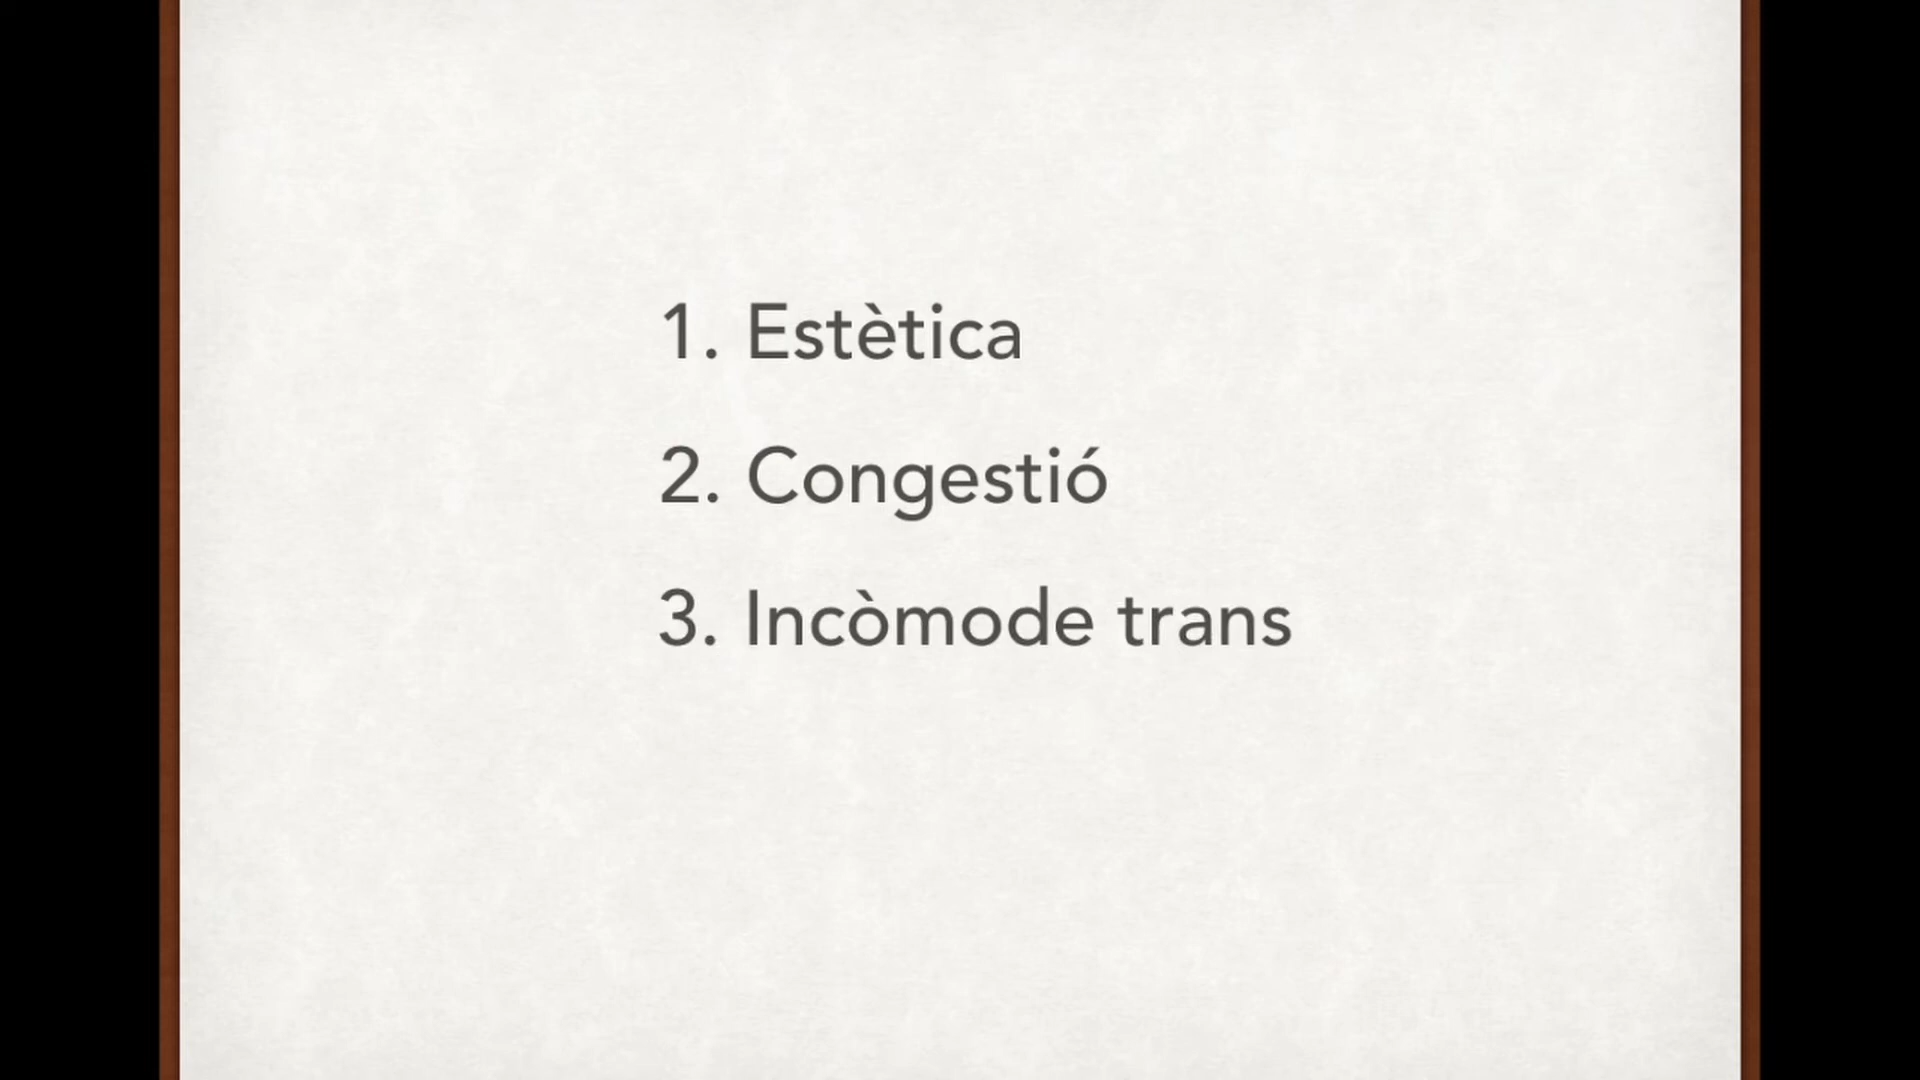 1. Estètica
2. Congestió
3. Incòmode trans